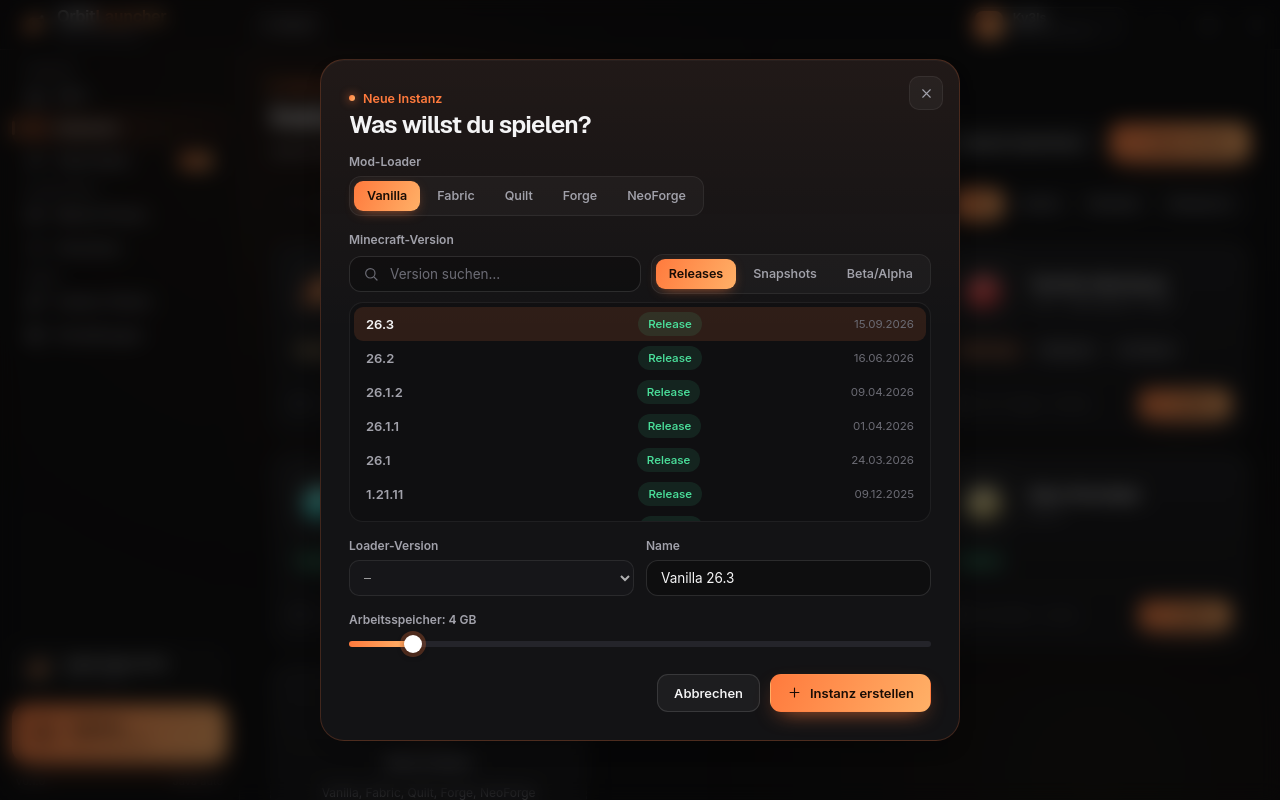 Neue Instanz
Was willst du spielen?
Mod-Loader
Vanilla Fabric Quilt Forge NeoForge
Minecraft-Version
Version suchen... Releases Snapshots Beta/Alpha
26.3 Release 15.09.2026
26.2 Release 16.06.2026
26.1.2 Release 09.04.2026
26.1.1 Release 01.04.2026
26.1 Release 24.03.2026
1.21.11 Release 09.12.2025
Loader-Version Name
– Vanilla 26.3
Arbeitsspeicher: 4 GB
Abbrechen Instanz erstellen
Vanilla, Fabric, Quilt, Forge, NeoForge